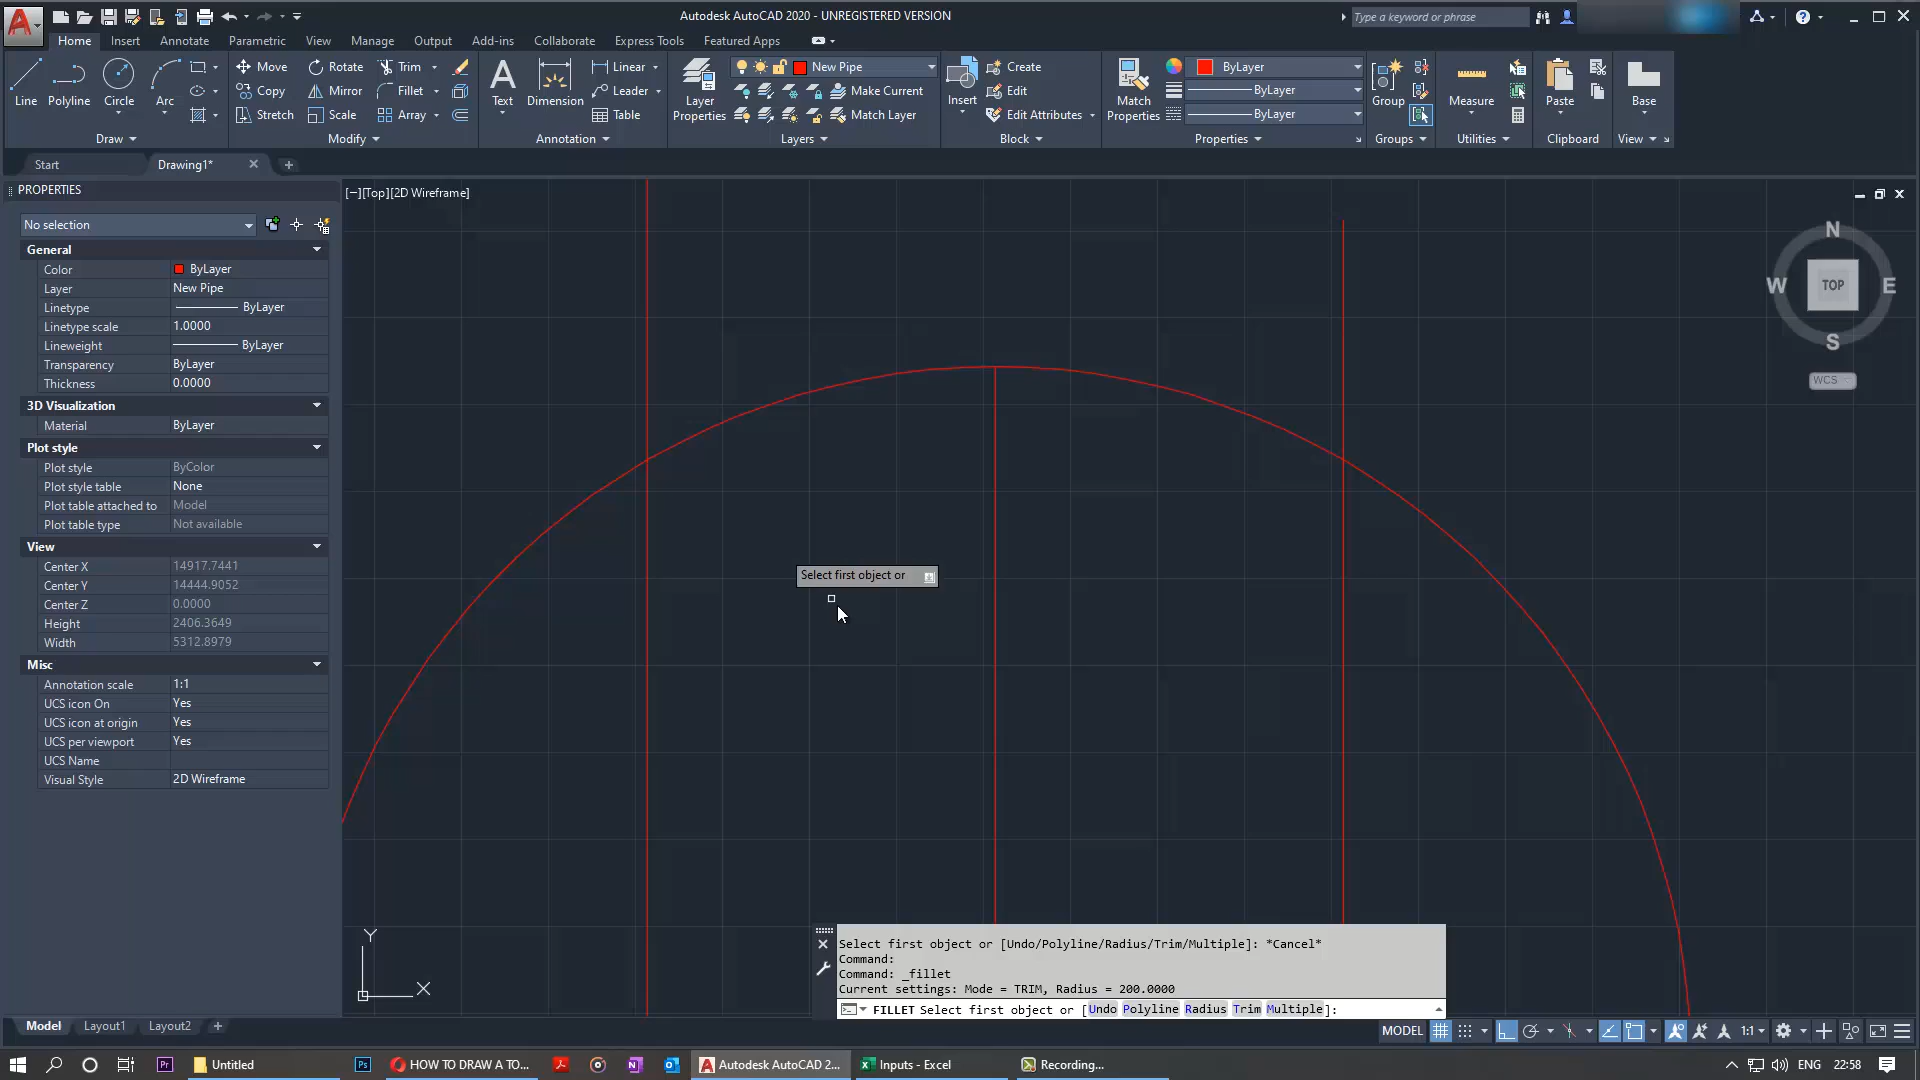 Autodesk AutoCAD 2020 - UNREGISTERED VERSION
Type a keyword or phrase
Home Insert Annotate Parametric View Manage Output Add-ins Collaborate Express Tools Featured Apps
Line Polyline Circle Arc
Move Rotate Trim
Copy Mirror Fillet
Stretch Scale Array
Text Dimension
Linear
Leader
Table
Layer Properties
New Pipe
Make Current
Match Layer
Insert
Create
Edit
Edit Attributes
Match Properties
ByLayer
ByLayer
ByLayer
Group
Measure
Paste
Base
Draw Modify Annotation Layers Block Properties Groups Utilities Clipboard View
Start Drawing1*
PROPERTIES
[−][Top][2D Wireframe]
No selection
General
Color ByLayer
Layer New Pipe
Linetype ByLayer
Linetype scale 1.0000
Lineweight ByLayer
Transparency ByLayer
Thickness 0.0000
3D Visualization
Material ByLayer
Plot style
Plot style ByColor
Plot style table None
Plot table attached to Model
Plot table type Not available
View
Center X 14917.7441
Center Y 14444.9052
Center Z 0.0000
Height 2406.3649
Width 5312.8979
Misc
Annotation scale 1:1
UCS icon On Yes
UCS icon at origin Yes
UCS per viewport Yes
UCS Name
Visual Style 2D Wireframe
N
W TOP E
S
WCS
Select first object or
Y
X
Select first object or [Undo/Polyline/Radius/Trim/Multiple]: *Cancel*
Command:
Command: _fillet
Current settings: Mode = TRIM, Radius = 200.0000
FILLET Select first object or [Undo Polyline Radius Trim Multiple]:
Model Layout1 Layout2
MODEL 1:1
Untitled HOW TO DRAW A TO... Autodesk AutoCAD 2... Inputs - Excel Recording... ENG 22:58